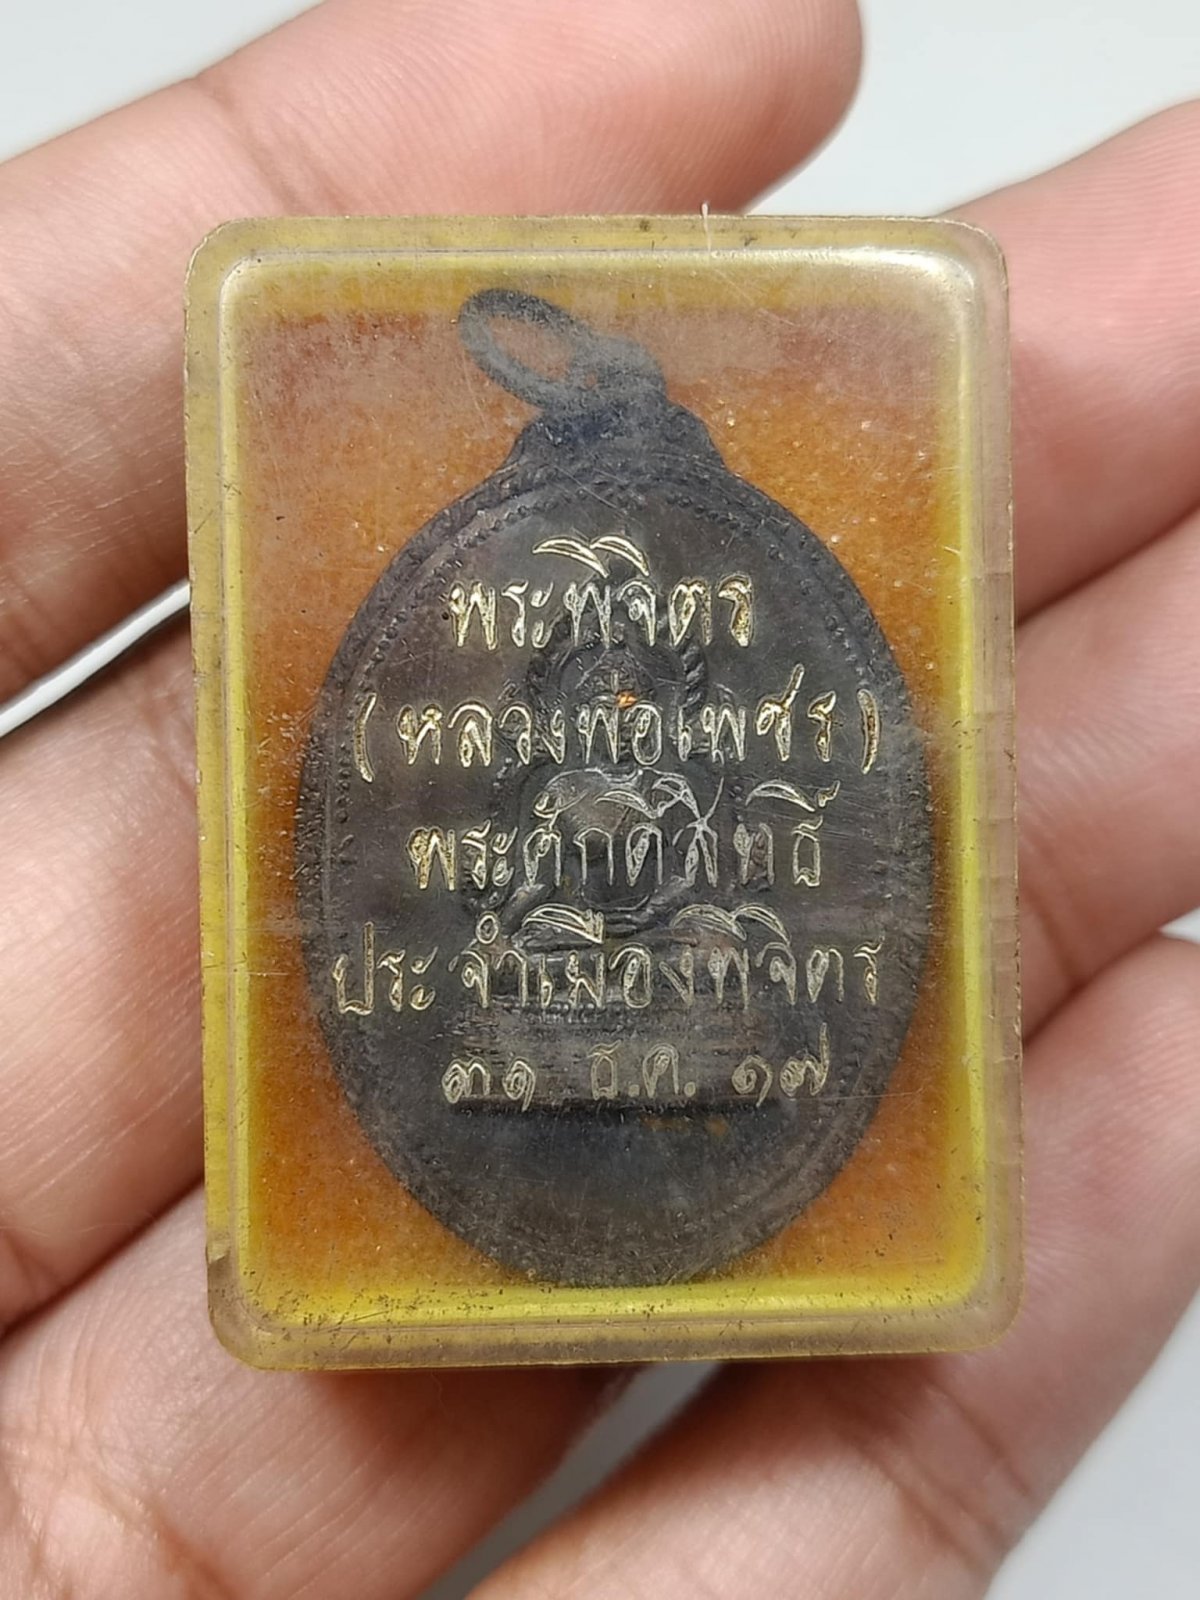 พระพิจิตร
(หลวงพ่อเพชร)
พระศักดิ์สิทธิ์
ประจำเมืองพิจิตร
๓๑ ธ.ค. ๑๗